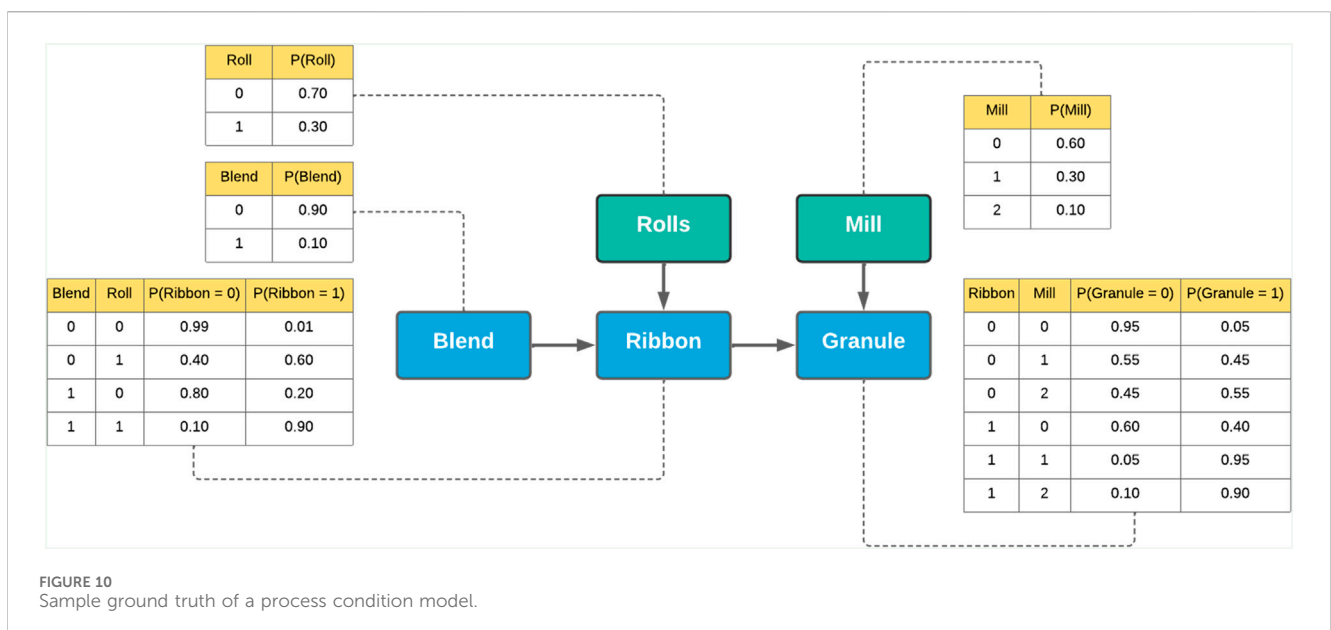 Roll P(Roll)
0 0.70
1 0.30
Blend P(Blend)
0 0.90
1 0.10
Blend Roll P(Ribbon = 0) P(Ribbon = 1)
0 0 0.99 0.01
0 1 0.40 0.60
1 0 0.80 0.20
1 1 0.10 0.90
Rolls
Mill
Blend
Ribbon
Granule
Mill P(Mill)
0 0.60
1 0.30
2 0.10
Ribbon Mill P(Granule = 0) P(Granule = 1)
0 0 0.95 0.05
0 1 0.55 0.45
0 2 0.45 0.55
1 0 0.60 0.40
1 1 0.05 0.95
1 2 0.10 0.90
FIGURE 10
Sample ground truth of a process condition model.